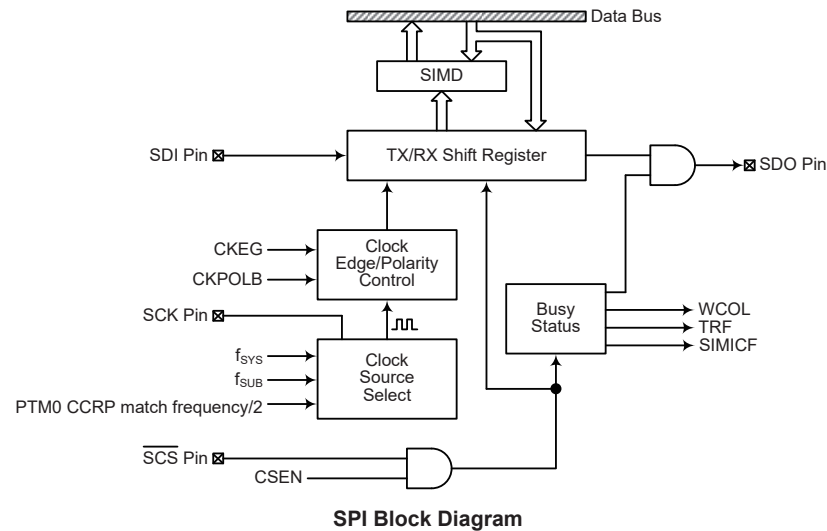 Data Bus
SIMD
SDI Pin
TX/RX Shift Register
SDO Pin
CKEG
CKPOLB
Clock
Edge/Polarity
Control
SCK Pin
Busy
Status
WCOL
TRF
SIMICF
fSYS
fSUB
PTM0 CCRP match frequency/2
Clock
Source
Select
SCS Pin
CSEN
SPI Block Diagram